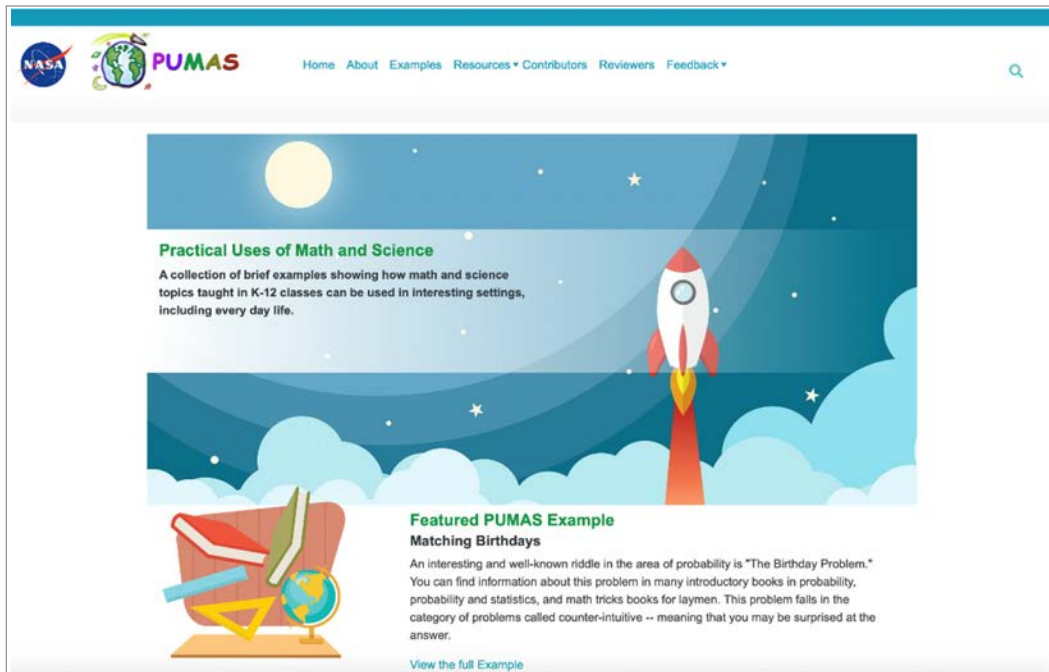 NASA
PUMAS
Home About Examples Resources Contributors Reviewers Feedback
Practical Uses of Math and Science
A collection of brief examples showing how math and science
topics taught in K-12 classes can be used in interesting settings,
including every day life.
Featured PUMAS Example
Matching Birthdays
An interesting and well-known riddle in the area of probability is "The Birthday Problem."
You can find information about this problem in many introductory books in probability,
probability and statistics, and math tricks books for laymen. This problem falls in the
category of problems called counter-intuitive -- meaning that you may be surprised at the
answer.
View the full Example